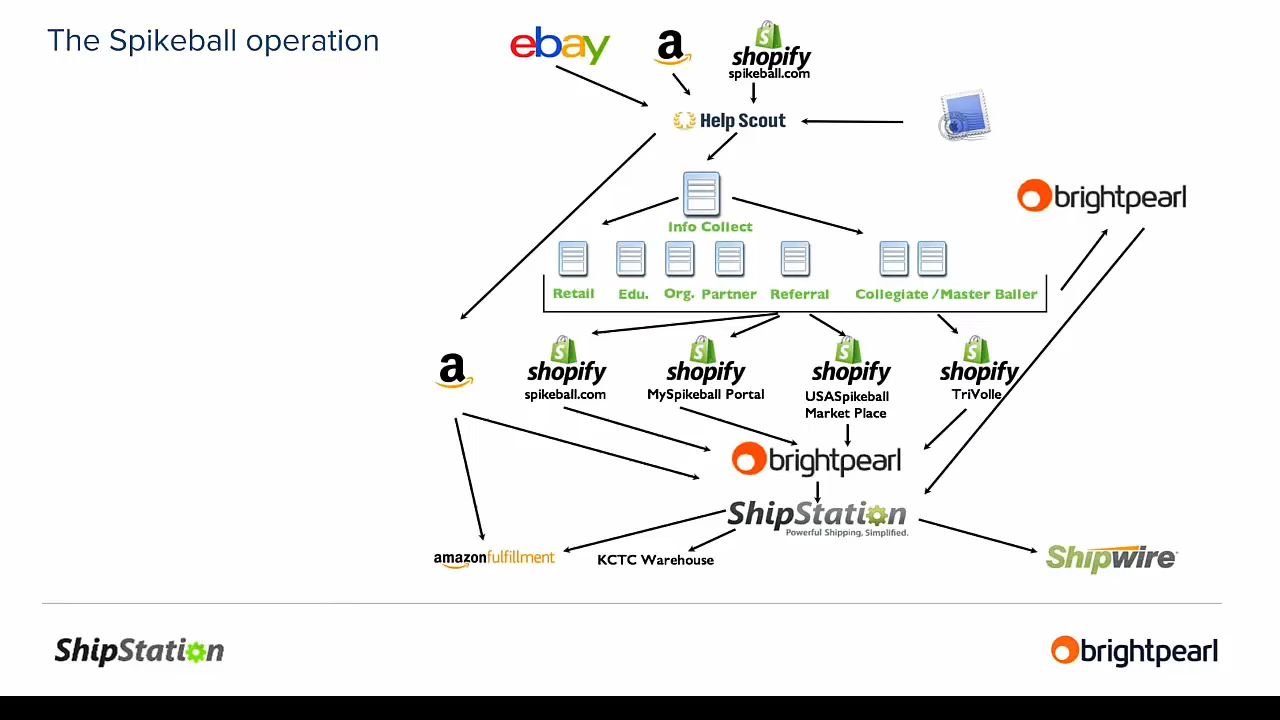 The Spikeball operation
ebay
a
shopify
spikeball.com
Help Scout
brightpearl
Info Collect
Retail
Edu.
Org.
Partner
Referral
Collegiate /Master Baller
a
shopify
spikeball.com
shopify
MySpikeball Portal
shopify
USASpikeball
Market Place
shopify
TriVolle
brightpearl
ShipStation
Powerful Shipping, Simplified.
amazonfulfillment
KCTC Warehouse
Shipwire
ShipStation
brightpearl